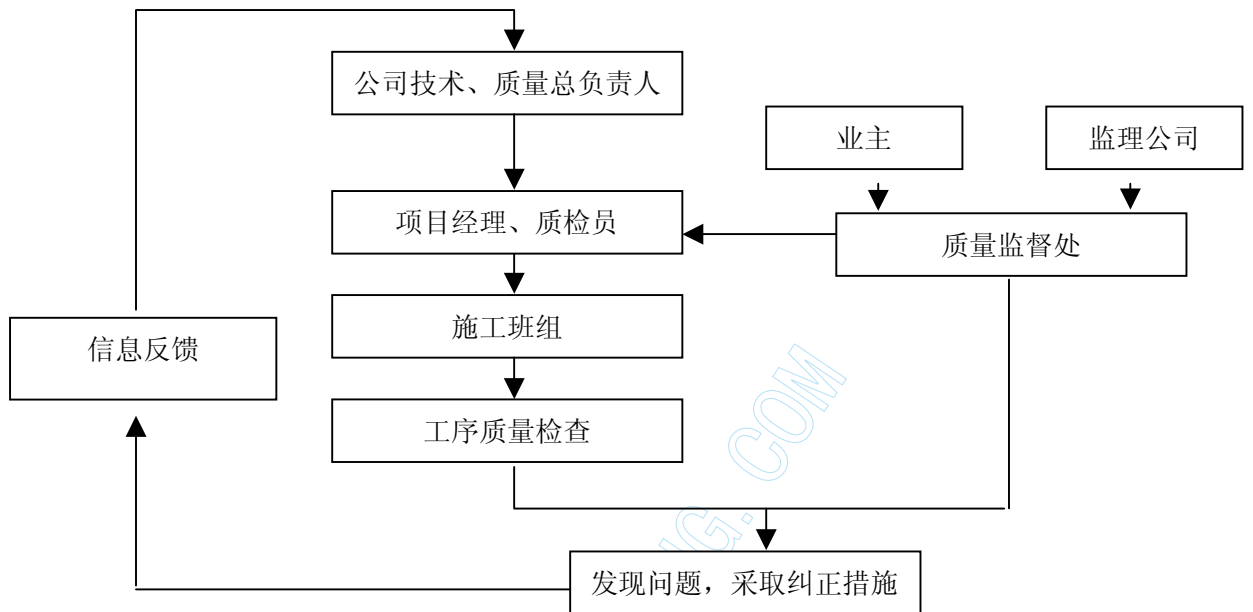 公司技术、质量总负责人
业主
监理公司
项目经理、质检员
质量监督处
施工班组
信息反馈
工序质量检查
NG. COM
发现问题，采取纠正措施